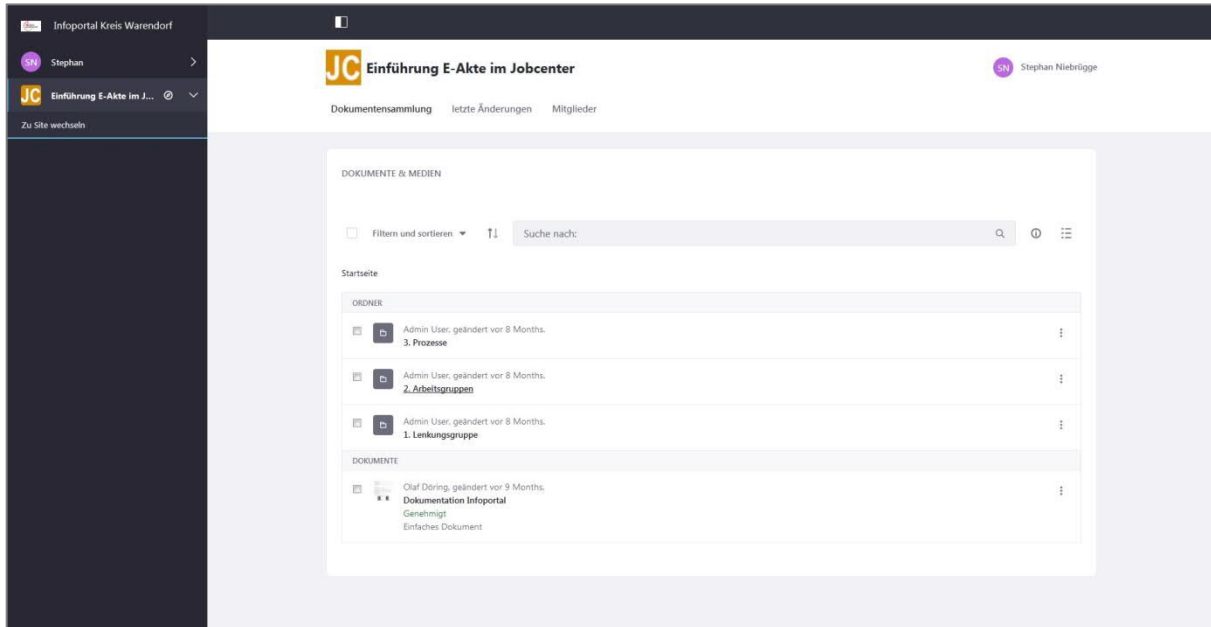 Infoportal Kreis Warendorf
SN Stephan
JC Einführung E-Akte im J...
Zu Site wechseln
JC Einführung E-Akte im Jobcenter
SN Stephan Niebrügge
Dokumentensammlung letzte Änderungen Mitglieder
DOKUMENTE & MEDIEN
Filtern und sortieren Suche nach:
Startseite
ORDNER
Admin User, geändert vor 8 Months.
3. Prozesse
Admin User, geändert vor 8 Months.
2. Arbeitsgruppen
Admin User, geändert vor 8 Months.
1. Lenkungsgruppe
DOKUMENTE
Olaf Döring, geändert vor 9 Months.
Dokumentation Infoportal
Genehmigt
Einfaches Dokument